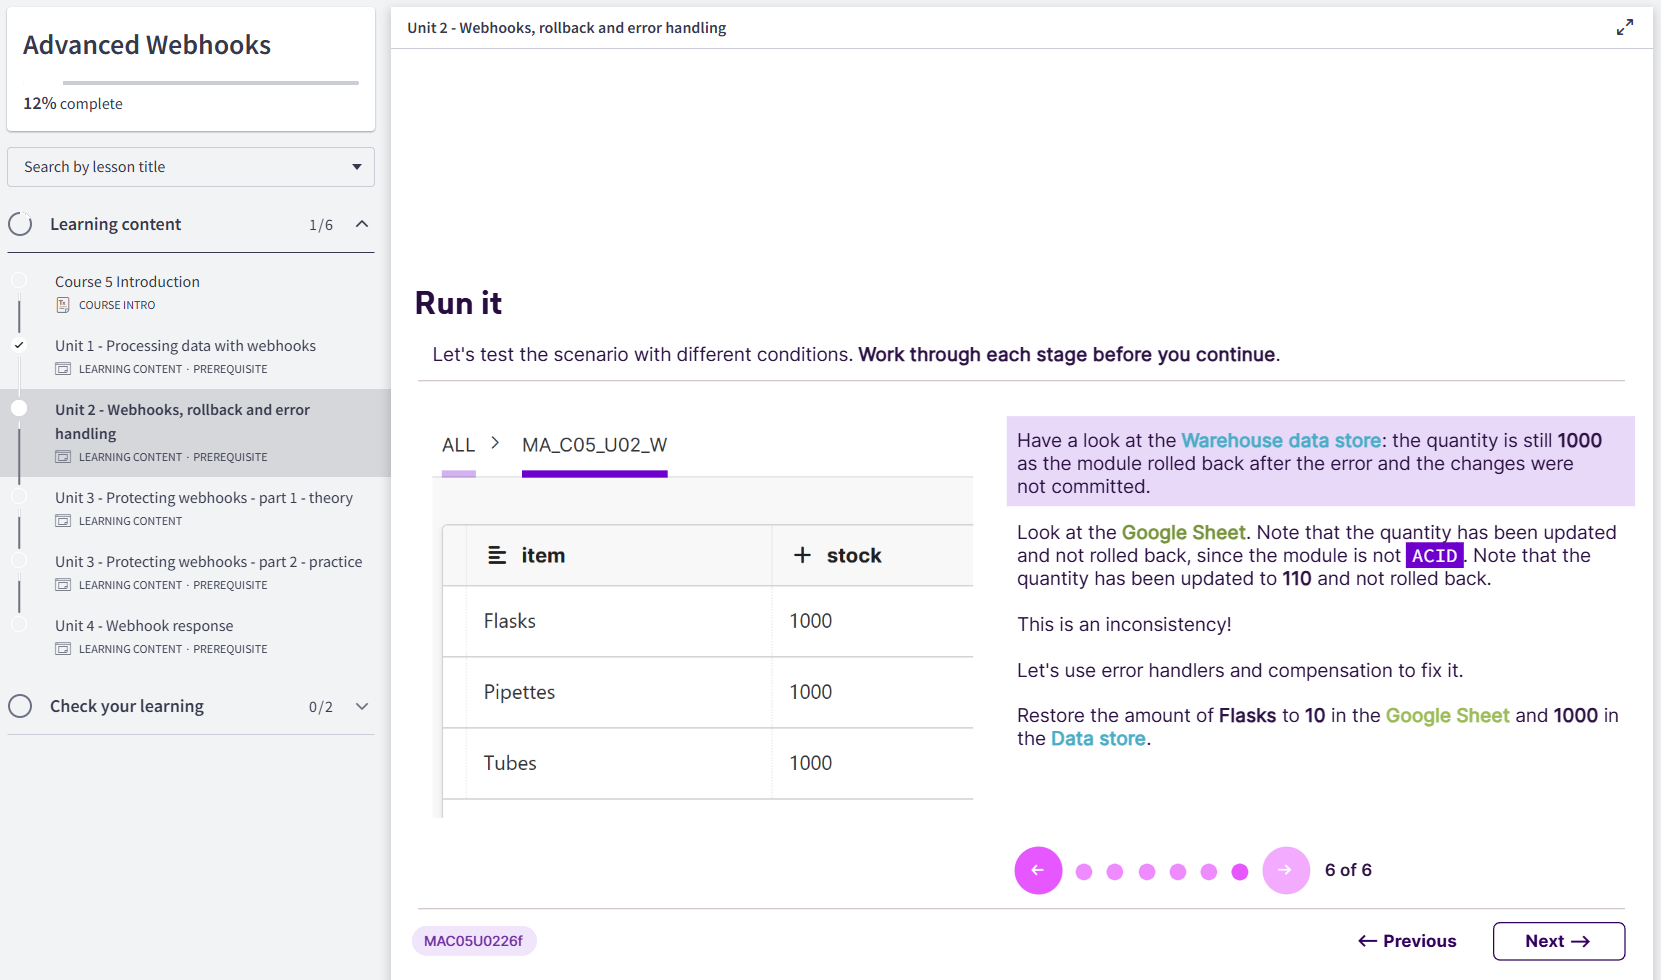 Advanced Webhooks
12% complete
Search by lesson title
Learning content 1/6
Course 5 Introduction
COURSE INTRO
Unit 1 - Processing data with webhooks
LEARNING CONTENT · PREREQUISITE
Unit 2 - Webhooks, rollback and error
handling
LEARNING CONTENT · PREREQUISITE
Unit 3 - Protecting webhooks - part 1 - theory
LEARNING CONTENT
Unit 3 - Protecting webhooks - part 2 - practice
LEARNING CONTENT · PREREQUISITE
Unit 4 - Webhook response
LEARNING CONTENT · PREREQUISITE
Check your learning 0/2
Unit 2 - Webhooks, rollback and error handling
Run it
Let's test the scenario with different conditions. Work through each stage before you continue.
ALL > MA_C05_U02_W
item + stock
Flasks 1000
Pipettes 1000
Tubes 1000
Have a look at the Warehouse data store: the quantity is still 1000
as the module rolled back after the error and the changes were
not committed.
Look at the Google Sheet. Note that the quantity has been updated
and not rolled back, since the module is not ACID. Note that the
quantity has been updated to 110 and not rolled back.
This is an inconsistency!
Let's use error handlers and compensation to fix it.
Restore the amount of Flasks to 10 in the Google Sheet and 1000 in
the Data store.
← → 6 of 6
MAC05U0226f
← Previous Next →